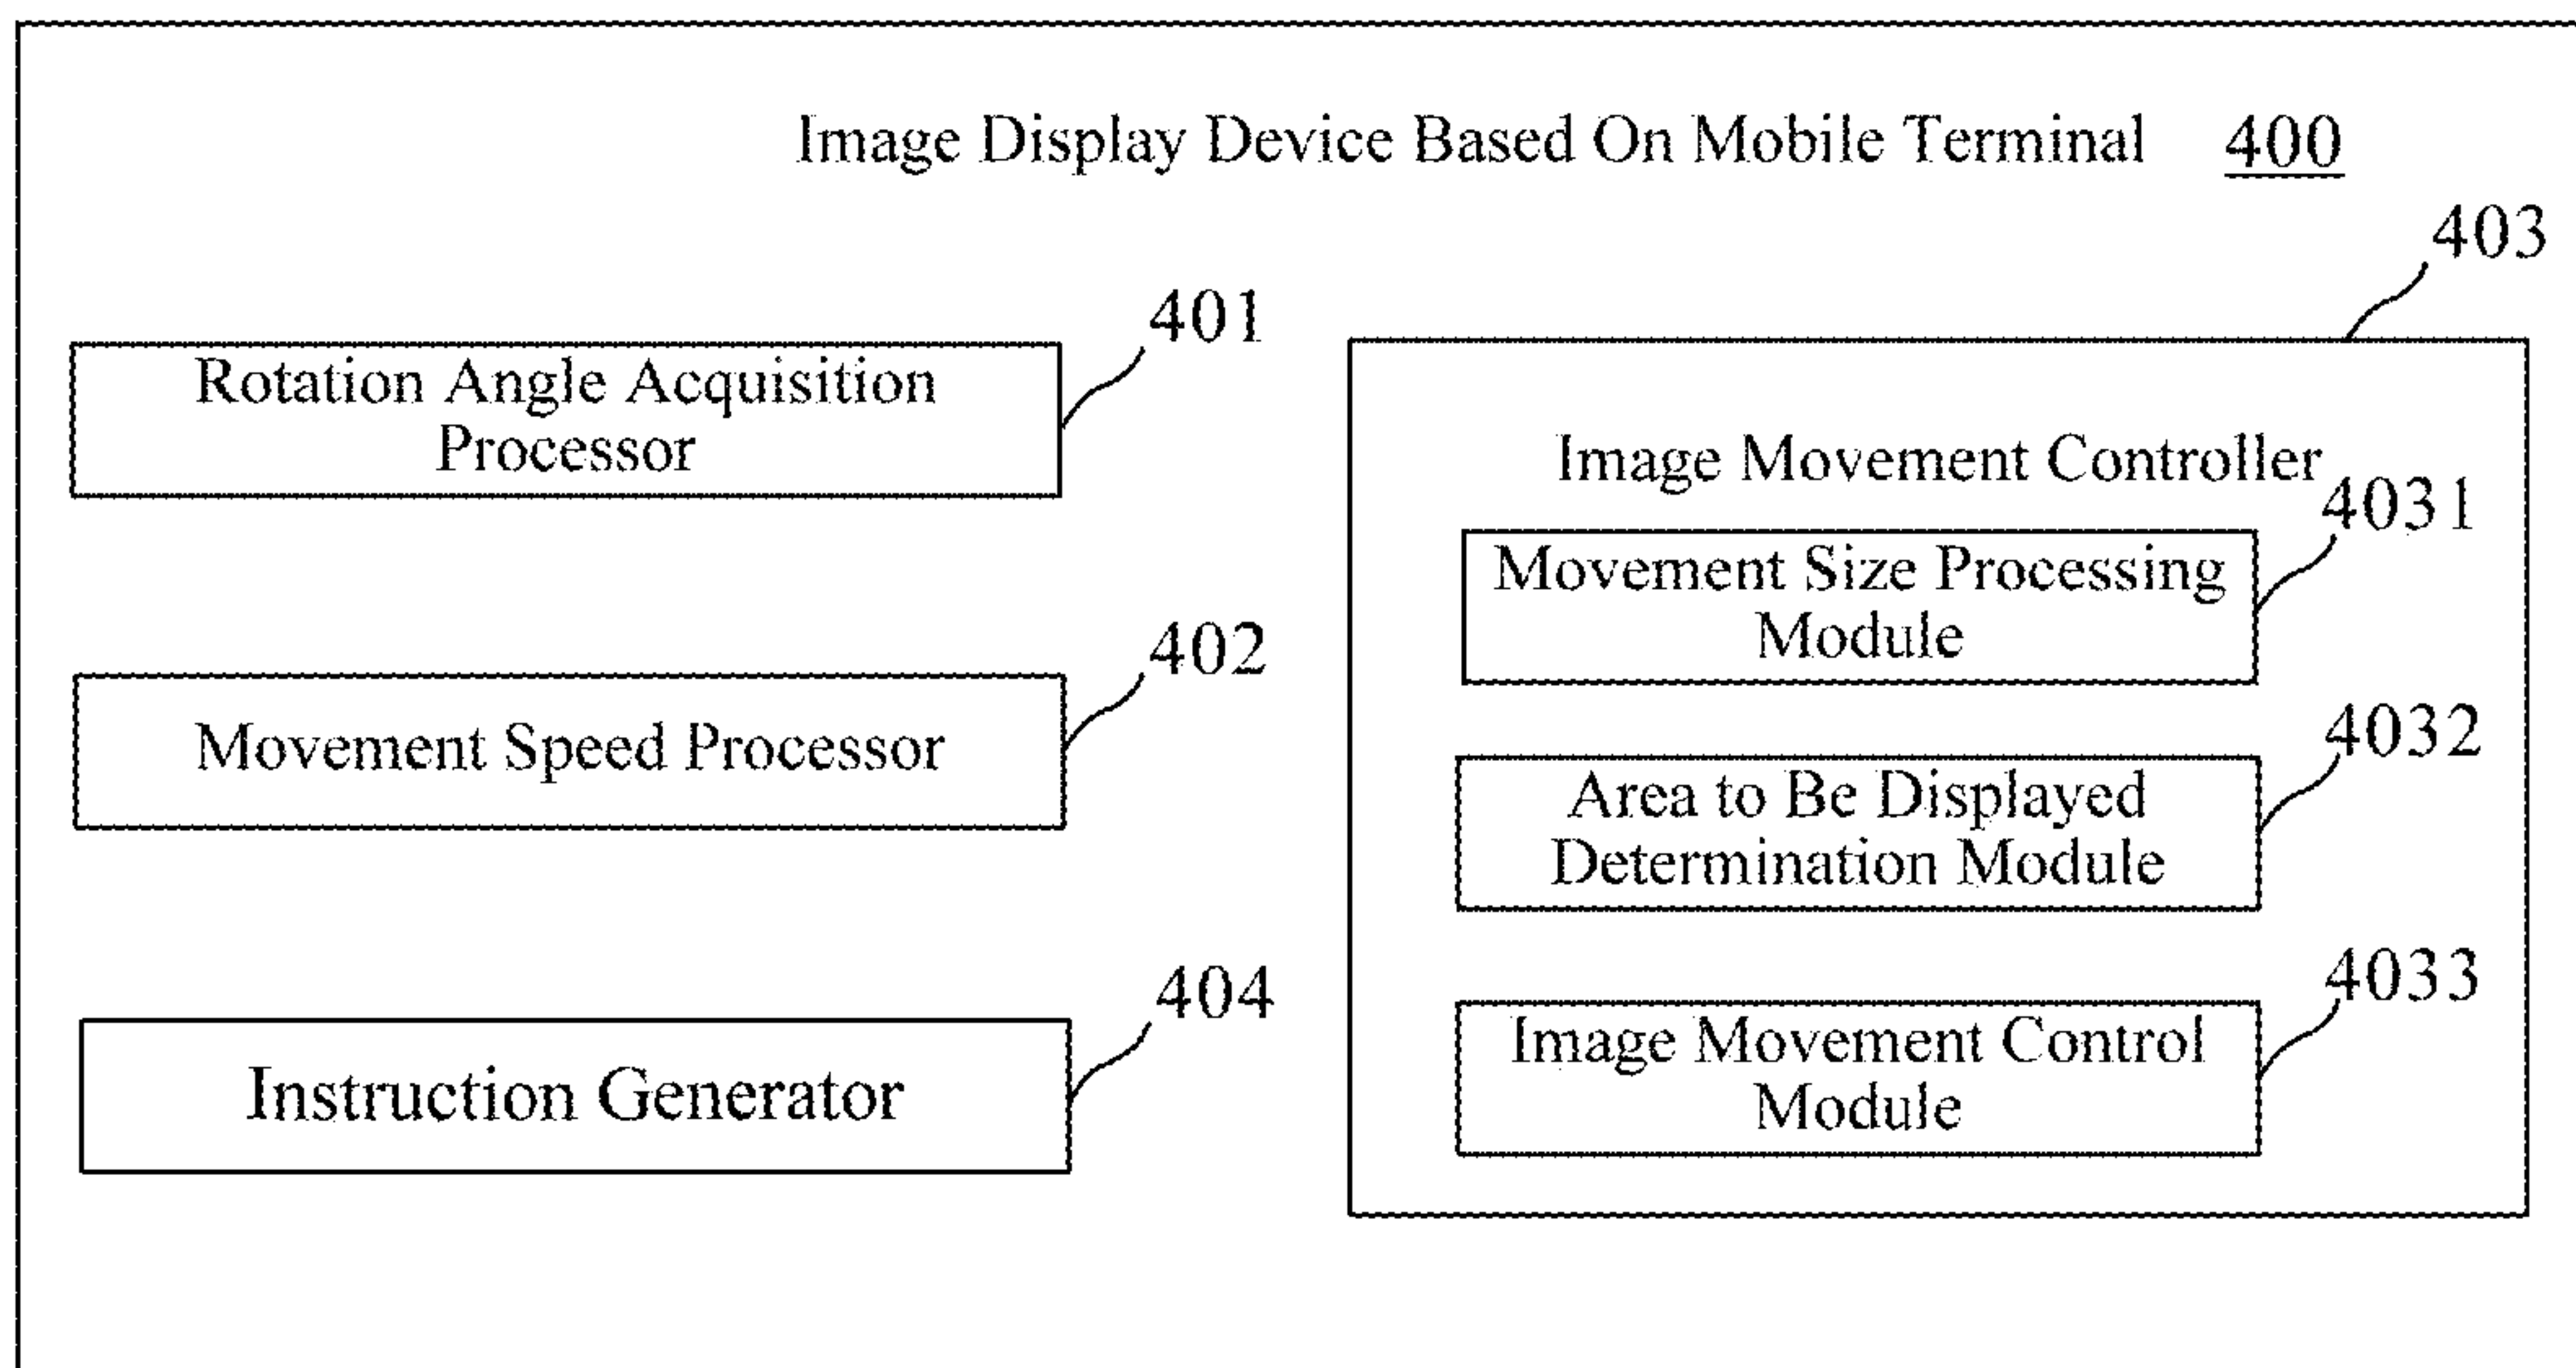 Image Display Device Based On Mobile Terminal 400
403
401
Rotation Angle Acquisition
Processor
402
Movement Speed Processor
404
Instruction Generator
Image Movement Controller
4031
Movement Size Processing
Module
4032
Area to Be Displayed
Determination Module
4033
Image Movement Control
Module